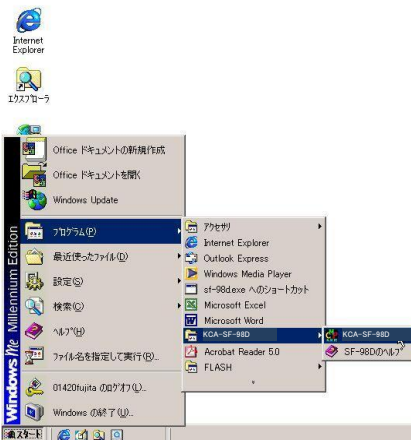 Internet
Explorer
ｴｸｽﾌﾟﾛｰﾗ
Office ﾄﾞｷｭﾒﾝﾄの新規作成
Office ﾄﾞｷｭﾒﾝﾄを開く
Windows Update
ﾌﾟﾛｸﾞﾗﾑ(P)
最近使ったﾌｧｲﾙ(D)
設定(S)
検索(C)
ﾍﾙﾌﾟ(H)
ﾌｧｲﾙ名を指定して実行(R)...
01420fujita のﾛｸﾞｵﾌ(L)...
Windows の終了(U)...
Windows Me Millennium Edition
ｱｸｾｻﾘ
Internet Explorer
Outlook Express
Windows Media Player
sf-98d.exe へのｼｮｰﾄｶｯﾄ
Microsoft Excel
Microsoft Word
KCA-SF-98D
Acrobat Reader 5.0
FLASH
KCA-SF-98D
SF-98Dのﾍﾙﾌﾟ
ｽﾀｰﾄ